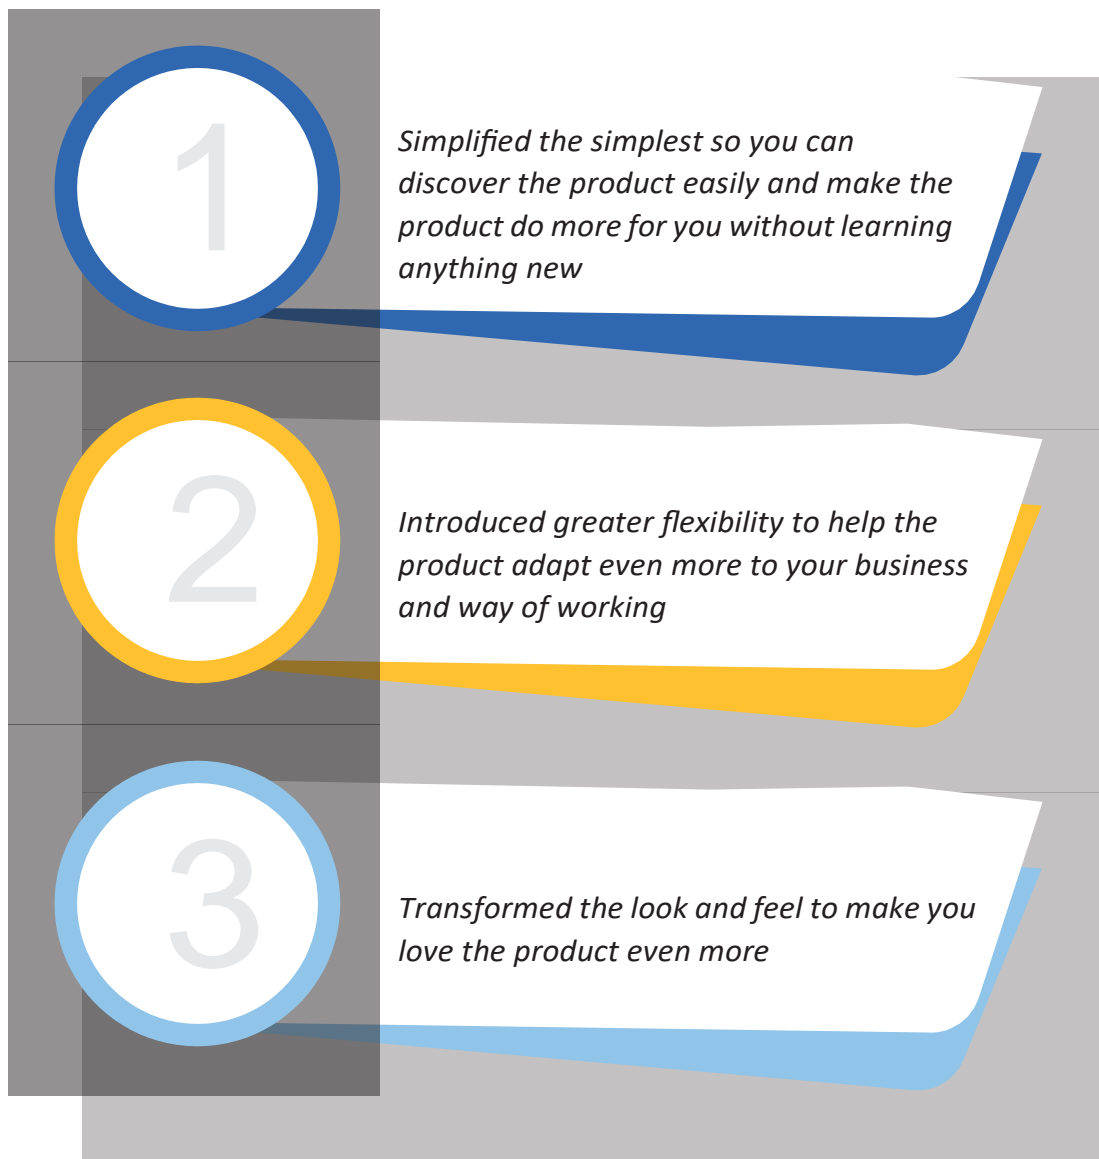 1
Simplified the simplest so you can
discover the product easily and make the
product do more for you without learning
anything new
2
Introduced greater flexibility to help the
product adapt even more to your business
and way of working
3
Transformed the look and feel to make you
love the product even more